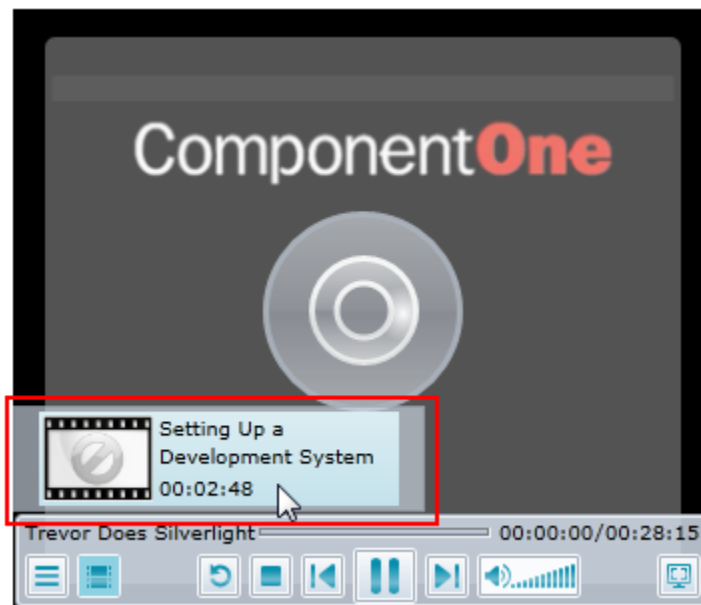 ComponentOne
Setting Up a
Development System
00:02:48
Trevor Does Silverlight 00:00:00/00:28:15